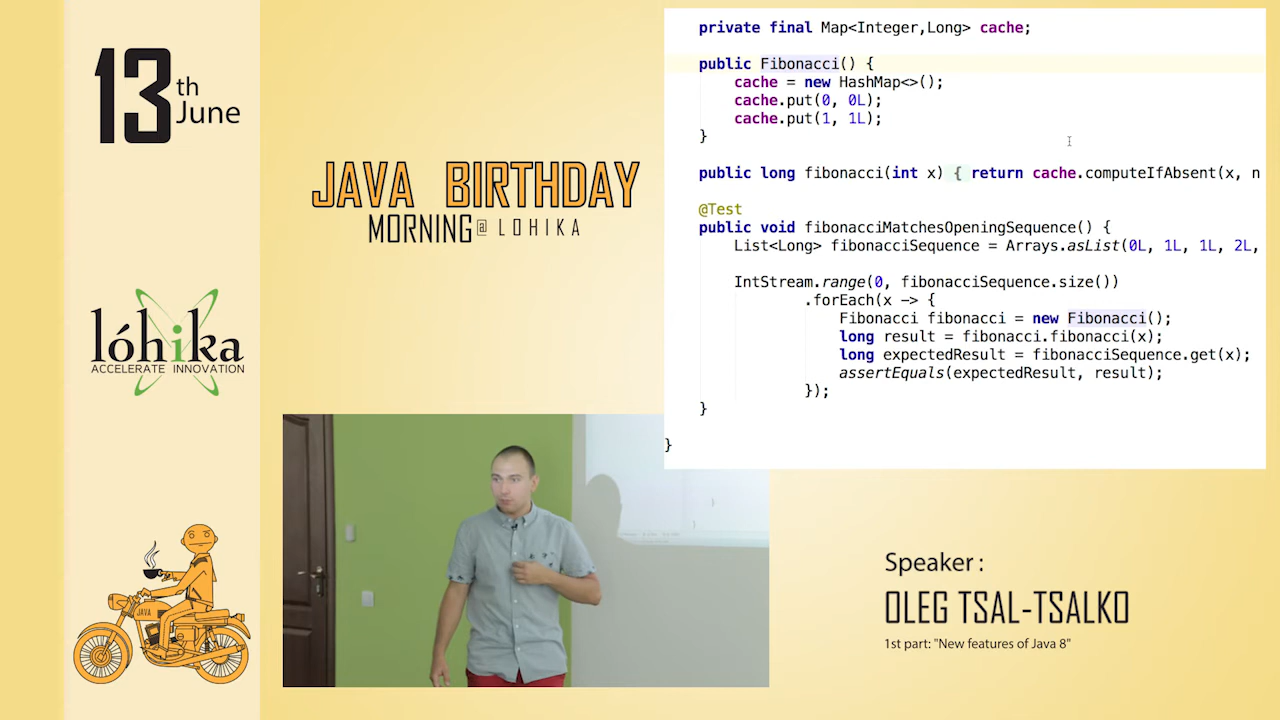 13
th
June
JAVA BIRTHDAY
MORNING @ LOHIKA
lóhika
ACCELERATE INNOVATION
JAVA
private final Map<Integer,Long> cache;
public Fibonacci() {
cache = new HashMap<>();
cache.put(0, 0L);
cache.put(1, 1L);
}
public long fibonacci(int x) { return cache.computeIfAbsent(x, n
@Test
public void fibonacciMatchesOpeningSequence() {
List<Long> fibonacciSequence = Arrays.asList(0L, 1L, 1L, 2L,
IntStream.range(0, fibonacciSequence.size())
.forEach(x -> {
Fibonacci fibonacci = new Fibonacci();
long result = fibonacci.fibonacci(x);
long expectedResult = fibonacciSequence.get(x);
assertEquals(expectedResult, result);
});
}
}
Speaker :
OLEG TSAL-TSALKO
1st part: "New features of Java 8"